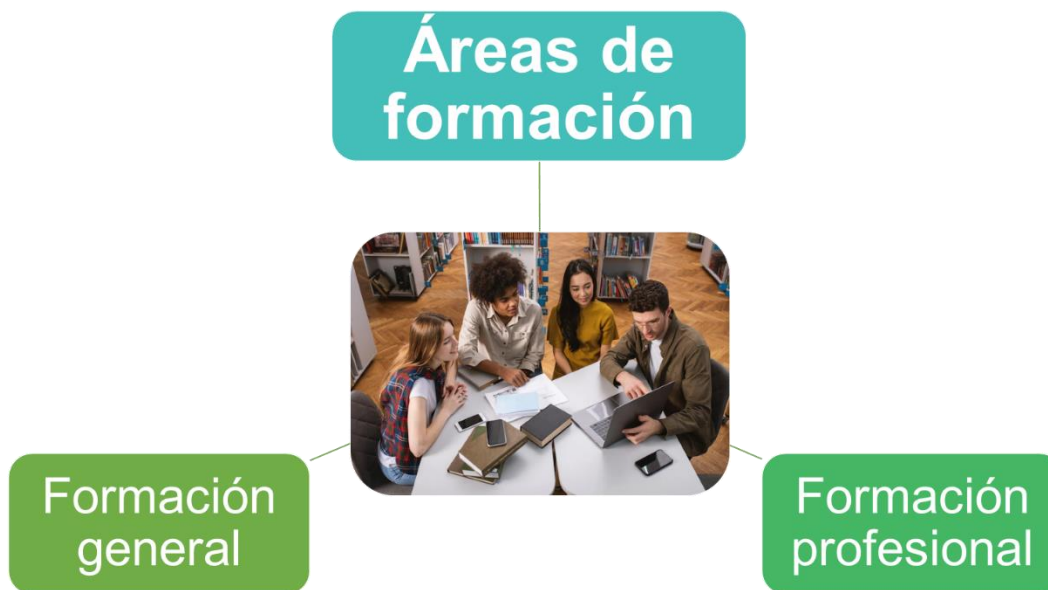 Áreas de
formación
Formación
general
Formación
profesional